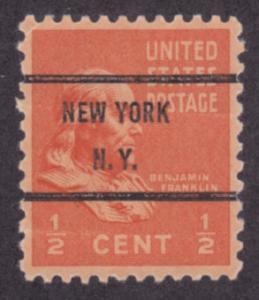 UNITED
STATES
POSTAGE
NEW YORK
N.Y.
BENJAMIN
FRANKLIN
1/2 CENT 1/2